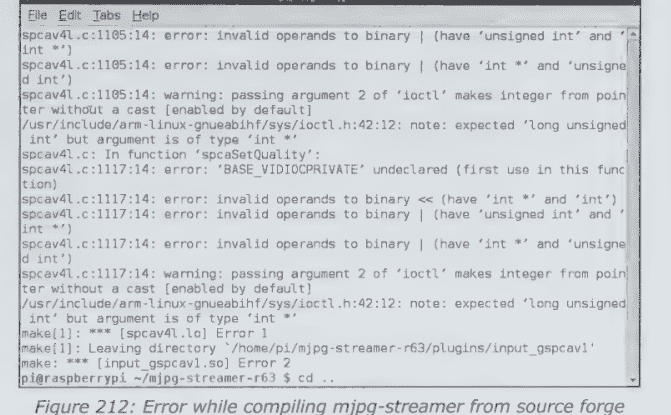 File Edit Tabs Help
spcav4l.c:1105:14: error: invalid operands to binary | (have 'unsigned int' and '
int *')
spcav4l.c:1105:14: error: invalid operands to binary | (have 'int *' and 'unsigne
d int')
spcav4l.c:1105:14: warning: passing argument 2 of 'ioctl' makes integer from poin
ter without a cast [enabled by default]
/usr/include/arm-linux-gnueabihf/sys/ioctl.h:42:12: note: expected 'long unsigned
 int' but argument is of type 'int *'
spcav4l.c: In function 'spcaSetQuality':
spcav4l.c:1117:14: error: 'BASE_VIDIOCPRIVATE' undeclared (first use in this func
tion)
spcav4l.c:1117:14: error: invalid operands to binary << (have 'int *' and 'int')
spcav4l.c:1117:14: error: invalid operands to binary | (have 'unsigned int' and '
int *')
spcav4l.c:1117:14: error: invalid operands to binary | (have 'int *' and 'unsigne
d int')
spcav4l.c:1117:14: warning: passing argument 2 of 'ioctl' makes integer from poin
ter without a cast [enabled by default]
/usr/include/arm-linux-gnueabihf/sys/ioctl.h:42:12: note: expected 'long unsigned
 int' but argument is of type 'int *'
make[1]: *** [spcav4l.lo] Error 1
make[1]: Leaving directory `/home/pi/mjpg-streamer-r63/plugins/input_gspcav1'
make: *** [input_gspcav1.so] Error 2
pi@raspberrypi ~/mjpg-streamer-r63 $ cd ..
Figure 212: Error while compiling mjpg-streamer from source forge